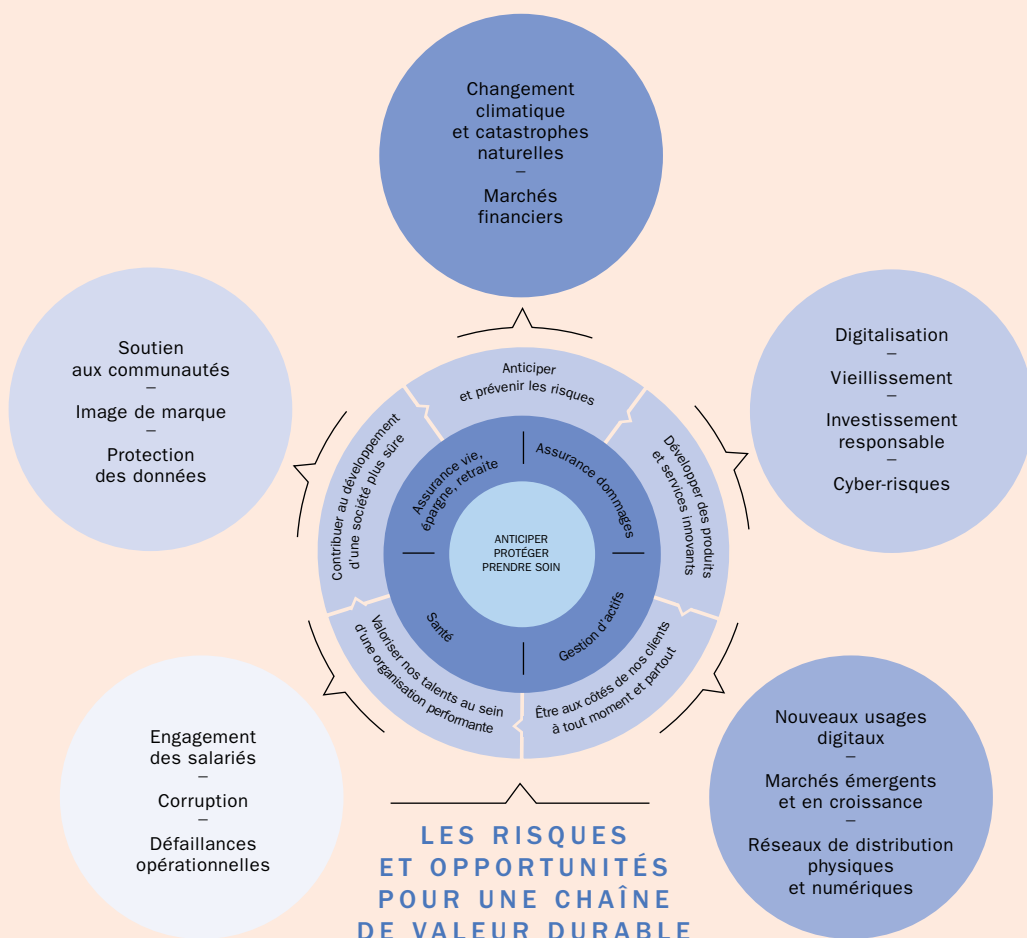 Changement
climatique
et catastrophes
naturelles
–
Marchés
financiers
Soutien
aux communautés
–
Image de marque
–
Protection
des données
Digitalisation
–
Vieillissement
–
Investissement
responsable
–
Cyber-risques
Anticiper
et prévenir les risques
Contribuer au développement
d'une société plus sûre
Développer des produits
et services innovants
Assurance vie,
épargne, retraite
Assurance dommages
ANTICIPER
PROTÉGER
PRENDRE SOIN
Santé
Gestion d'actifs
Valoriser nos talents au sein
d'une organisation performante
Être aux côtés de nos clients
à tout moment et partout
Engagement
des salariés
–
Corruption
–
Défaillances
opérationnelles
Nouveaux usages
digitaux
–
Marchés émergents
et en croissance
–
Réseaux de distribution
physiques
et numériques
LES RISQUES
ET OPPORTUNITÉS
POUR UNE CHAÎNE
DE VALEUR DURABLE